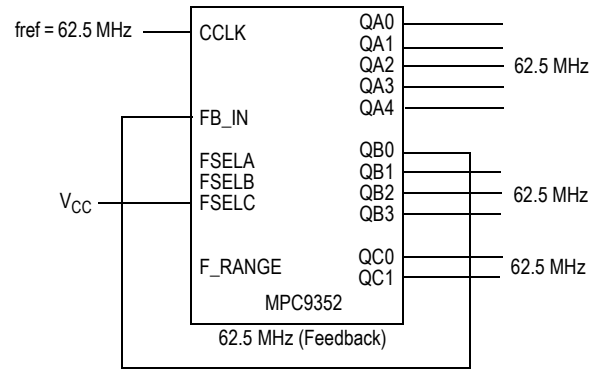 fref = 62.5 MHz
CCLK
QA0
QA1
QA2
QA3
QA4
62.5 MHz
FB_IN
QB0
QB1
QB2
QB3
62.5 MHz
FSELA
FSELB
FSELC
VCC
F_RANGE
QC0
QC1
62.5 MHz
MPC9352
62.5 MHz (Feedback)